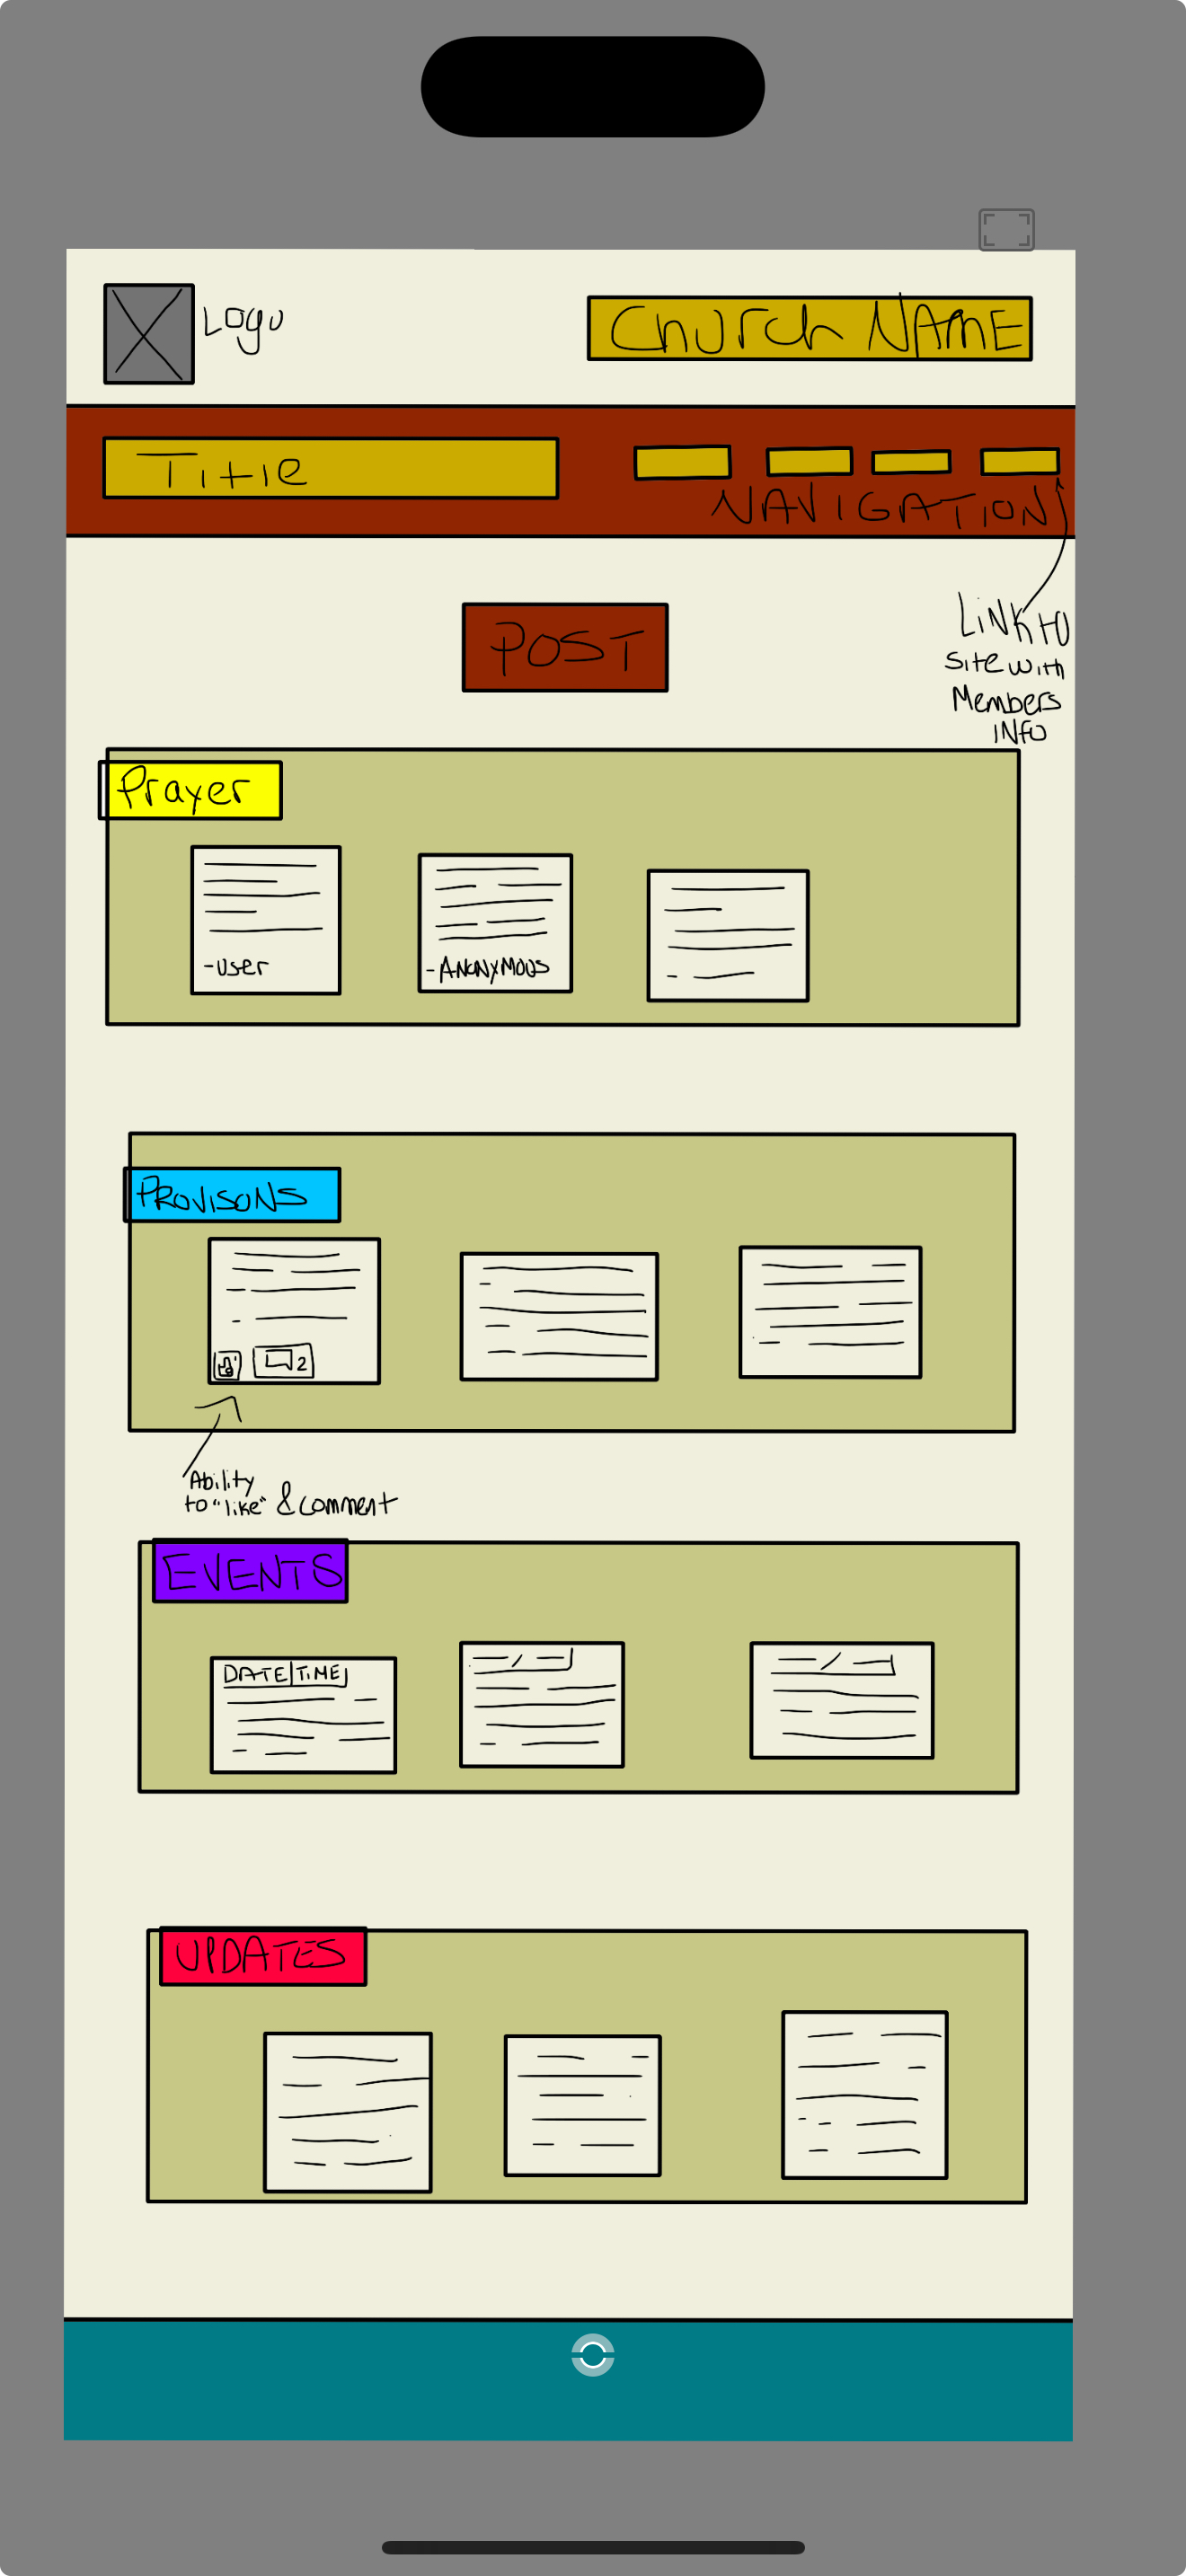 Logo
Church NAME
Title
NAVIGATION
LINK to
Site with
Members
INfo
POST
Prayer
-User
-ANONYMOUS
PROVISONS
2
Ability
to "like" & comment
EVENTS
DATE|TIME
UPDATES